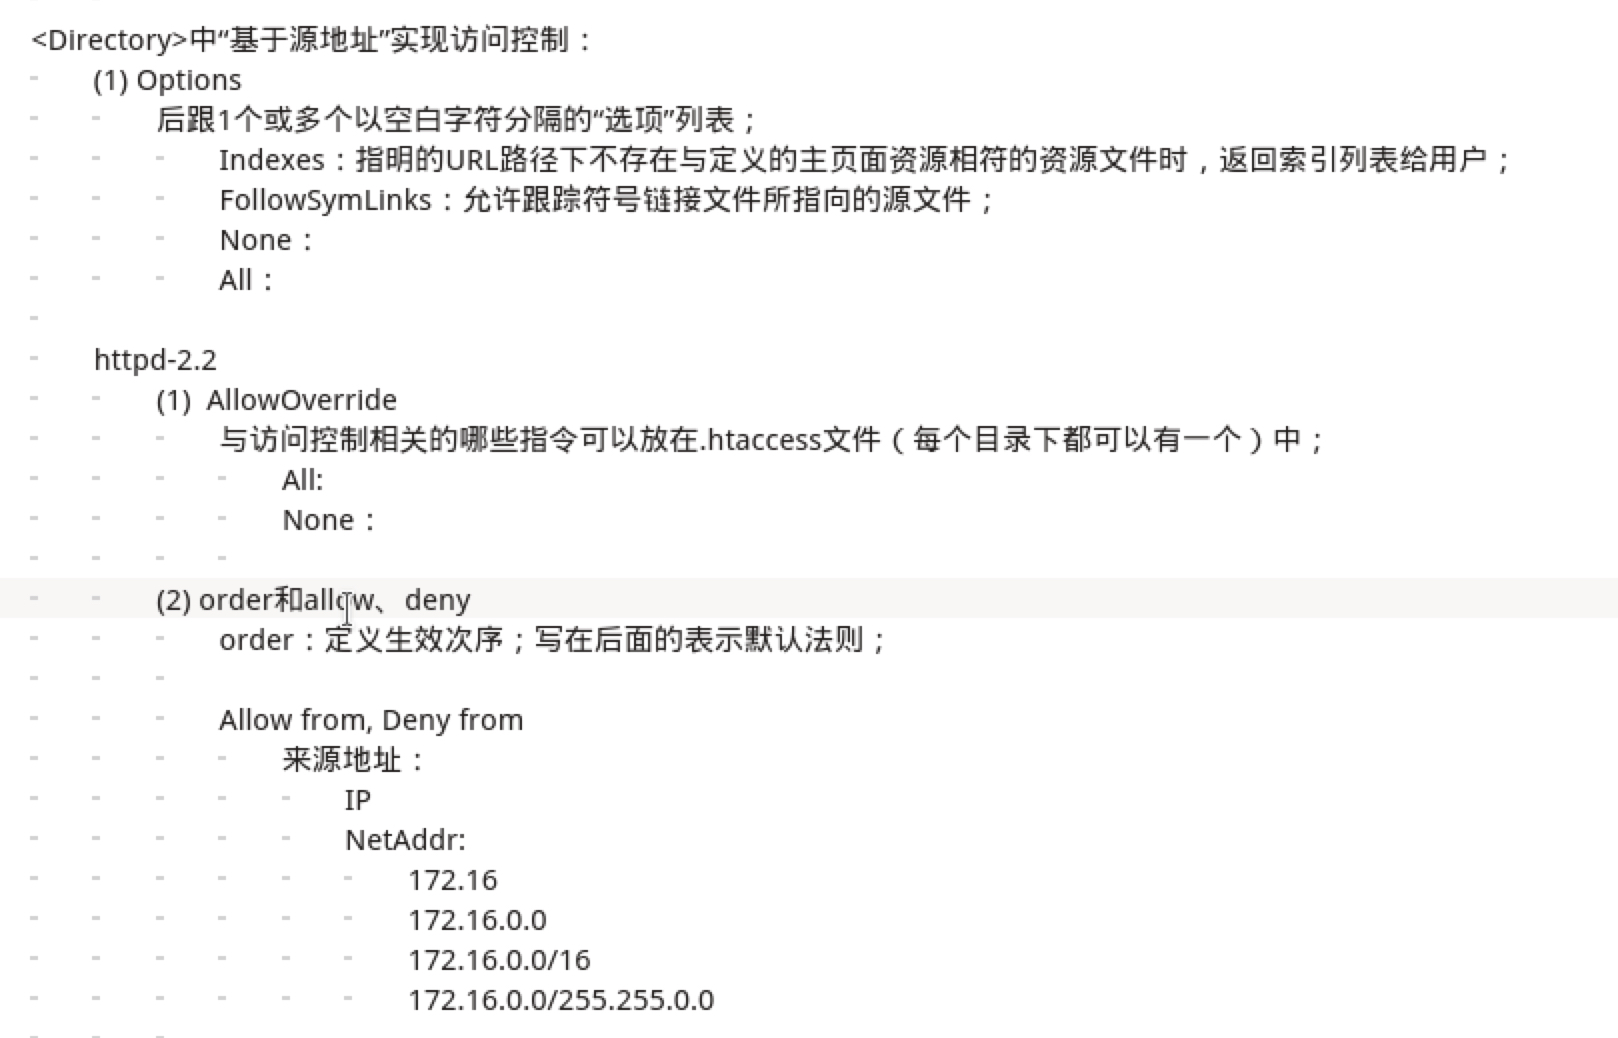 <Directory>中“基于源地址”实现访问控制：
(1) Options
后跟1个或多个以空白字符分隔的“选项”列表；
Indexes：指明的URL路径下不存在与定义的主页面资源相符的资源文件时，返回索引列表给用户；
FollowSymLinks：允许跟踪符号链接文件所指向的源文件；
None：
All：
httpd-2.2
(1)  AllowOverride
与访问控制相关的哪些指令可以放在.htaccess文件（每个目录下都可以有一个）中；
All:
None：
(2) order和allow、deny
order：定义生效次序；写在后面的表示默认法则；
Allow from, Deny from
来源地址：
IP
NetAddr:
172.16
172.16.0.0
172.16.0.0/16
172.16.0.0/255.255.0.0